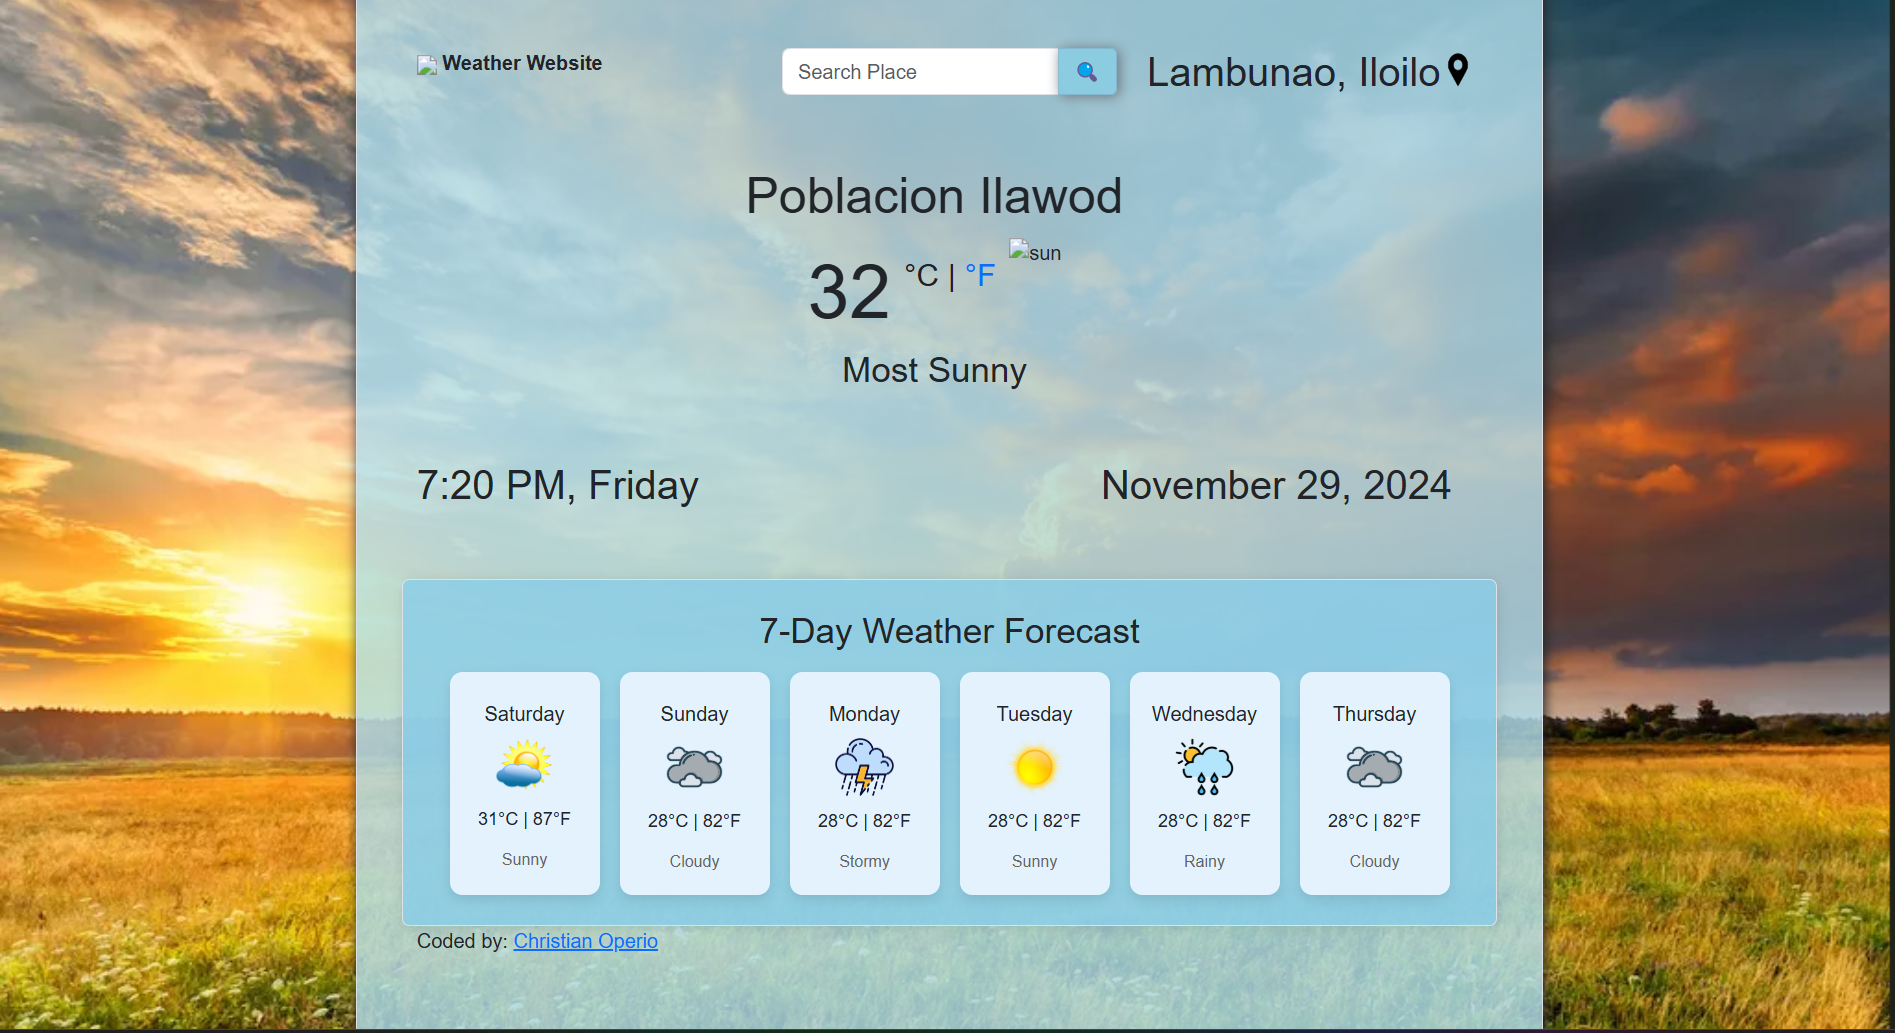 Weather Website
Search Place
Lambunao, Iloilo
Poblacion Ilawod
32 °C | °F
sun
Most Sunny
7:20 PM, Friday
November 29, 2024
7-Day Weather Forecast
Saturday
31°C | 87°F
Sunny
Sunday
28°C | 82°F
Cloudy
Monday
28°C | 82°F
Stormy
Tuesday
28°C | 82°F
Sunny
Wednesday
28°C | 82°F
Rainy
Thursday
28°C | 82°F
Cloudy
Coded by: Christian Operio